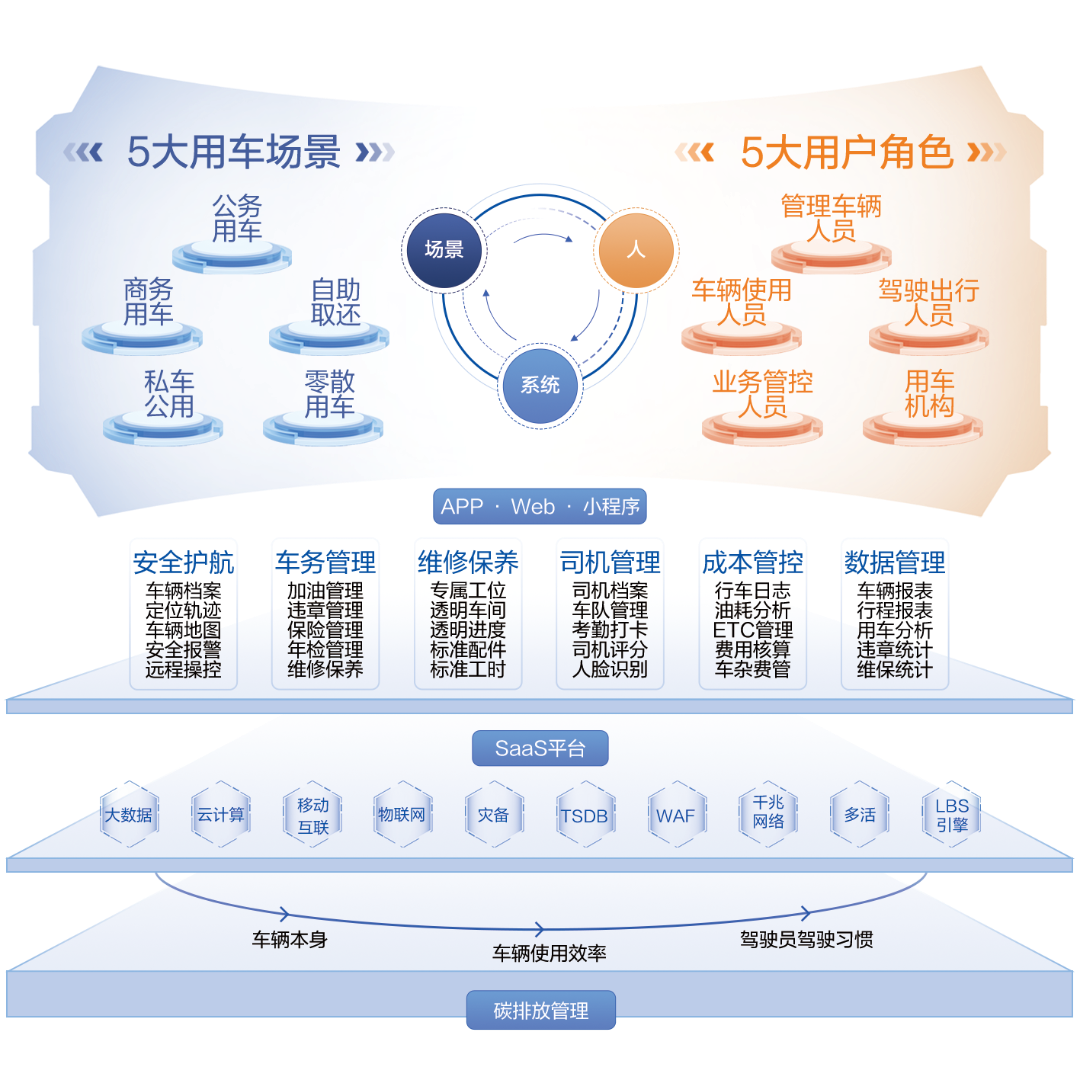 5大用车场景
公务
用车
商务
用车
自助
取还
私车
公用
零散
用车
场景
人
系统
5大用户角色
管理车辆
人员
车辆使用
人员
驾驶出行
人员
业务管控
人员
用车
机构
APP · Web · 小程序
安全护航
车辆档案
定位轨迹
车辆地图
安全报警
远程操控
车务管理
加油管理
违章管理
保险管理
年检管理
维修保养
维修保养
专属工位
透明车间
透明进度
标准配件
标准工时
司机管理
司机档案
车队管理
考勤打卡
司机评分
人脸识别
成本管控
行车日志
油耗分析
ETC管理
费用核算
车杂费管
数据管理
车辆报表
行程报表
用车分析
违章统计
维保统计
SaaS平台
大数据
云计算
移动
互联
物联网
灾备
TSDB
WAF
千兆
网络
多活
LBS
引擎
车辆本身
车辆使用效率
驾驶员驾驶习惯
碳排放管理